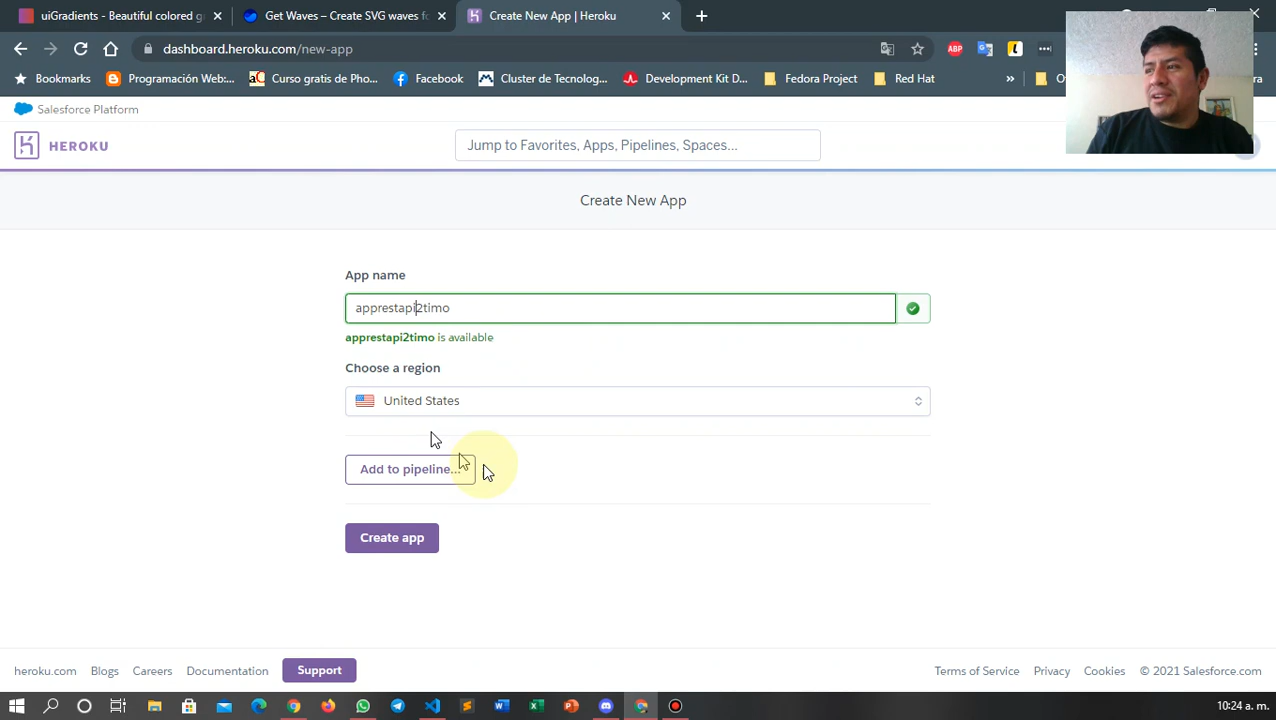 uiGradients - Beautiful colored g
Get Waves – Create SVG waves fo
Create New App | Heroku
dashboard.heroku.com/new-app
ABP
Bookmarks
Programación Web:...
Curso gratis de Pho...
Facebook
Cluster de Tecnolog...
Development Kit D...
Fedora Project
Red Hat
»
Salesforce Platform
HEROKU
Jump to Favorites, Apps, Pipelines, Spaces...
Create New App
App name
apprestapi2timo
apprestapi2timo is available
Choose a region
United States
Add to pipeline...
Create app
heroku.com
Blogs
Careers
Documentation
Support
Terms of Service
Privacy
Cookies
© 2021 Salesforce.com
10:24 a. m.